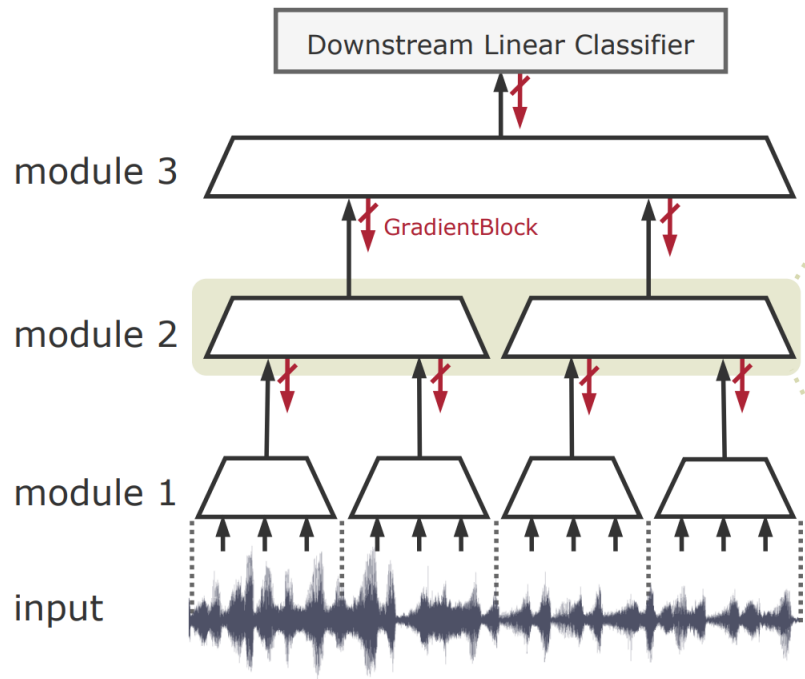 Downstream Linear Classifier
module 3
GradientBlock
module 2
module 1
input